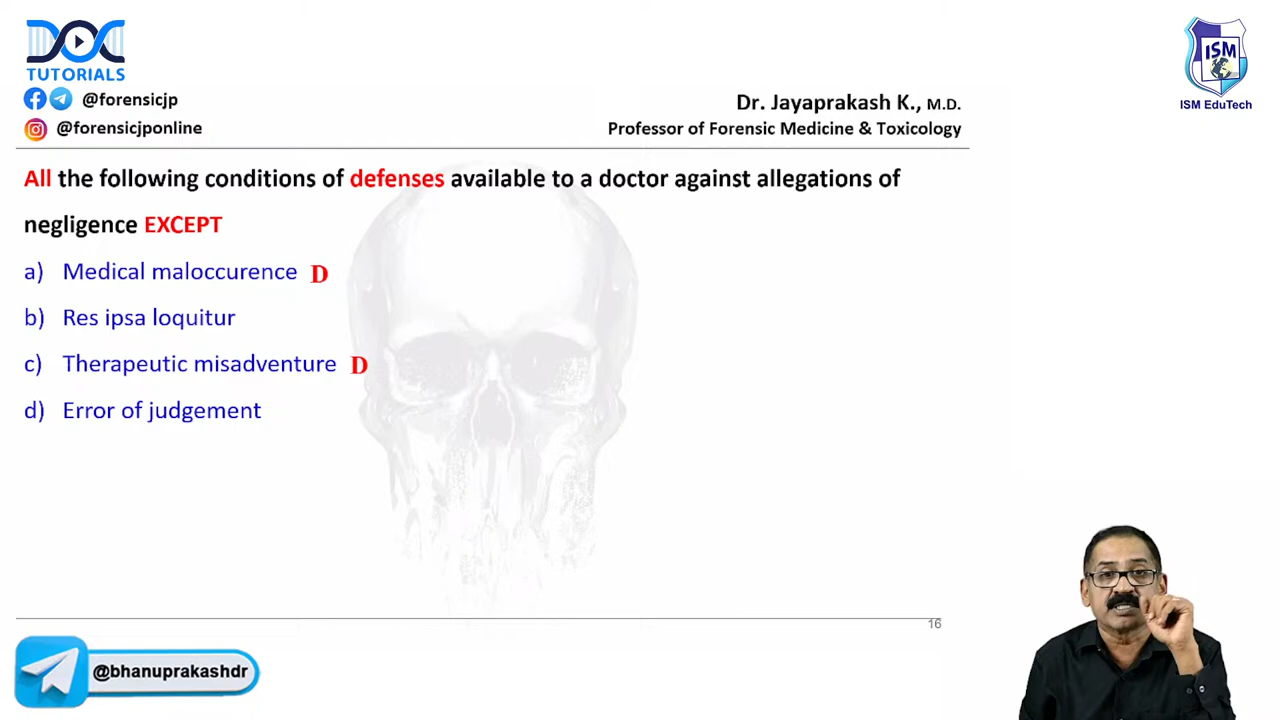 DOC
TUTORIALS
@forensicjp
@forensicjponline
ISM
ISM EduTech
Dr. Jayaprakash K., M.D.
Professor of Forensic Medicine & Toxicology
All the following conditions of defenses available to a doctor against allegations of
negligence EXCEPT
a) Medical maloccurence D
b) Res ipsa loquitur
c) Therapeutic misadventure D
d) Error of judgement
16
@bhanuprakashdr